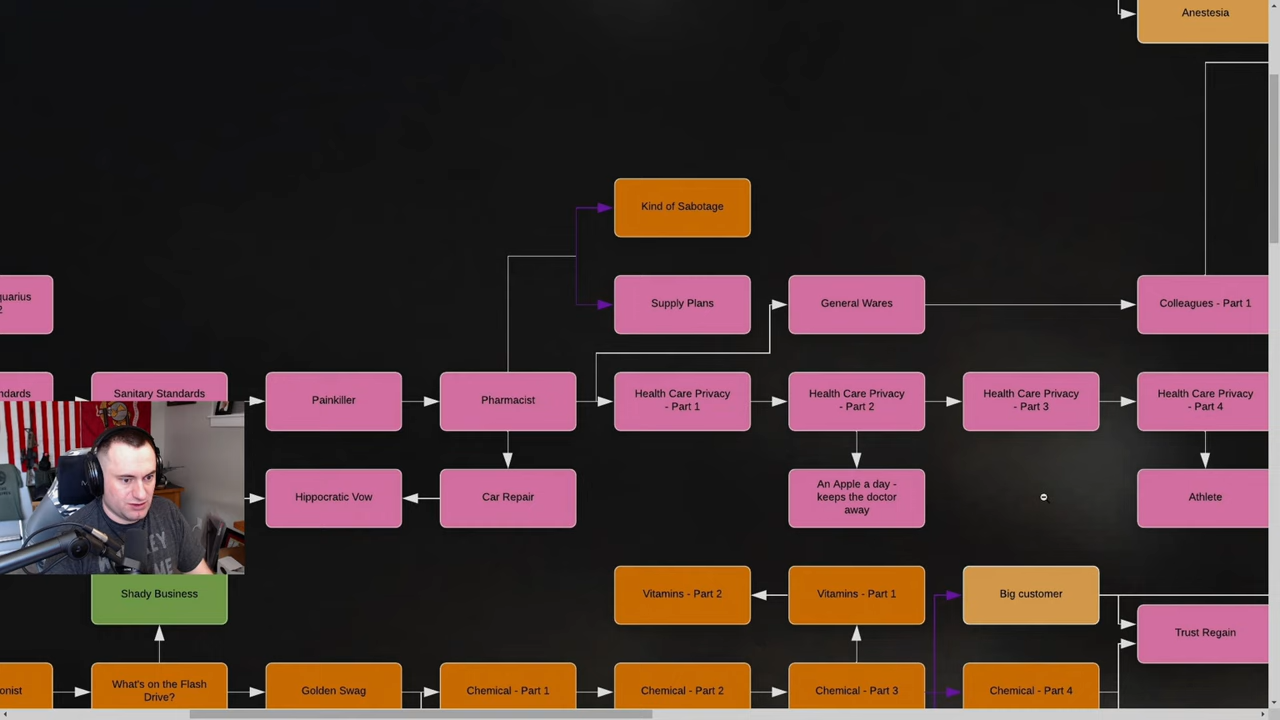 Anestesia
Kind of Sabotage
quarius
2
Supply Plans
General Wares
Colleagues - Part 1
ndards
Sanitary Standards
Painkiller
Pharmacist
Health Care Privacy
- Part 1
Health Care Privacy
- Part 2
Health Care Privacy
- Part 3
Health Care Privacy
- Part 4
Hippocratic Vow
Car Repair
An Apple a day -
keeps the doctor
away
Athlete
Shady Business
Vitamins - Part 2
Vitamins - Part 1
Big customer
Trust Regain
onist
What's on the Flash
Drive?
Golden Swag
Chemical - Part 1
Chemical - Part 2
Chemical - Part 3
Chemical - Part 4